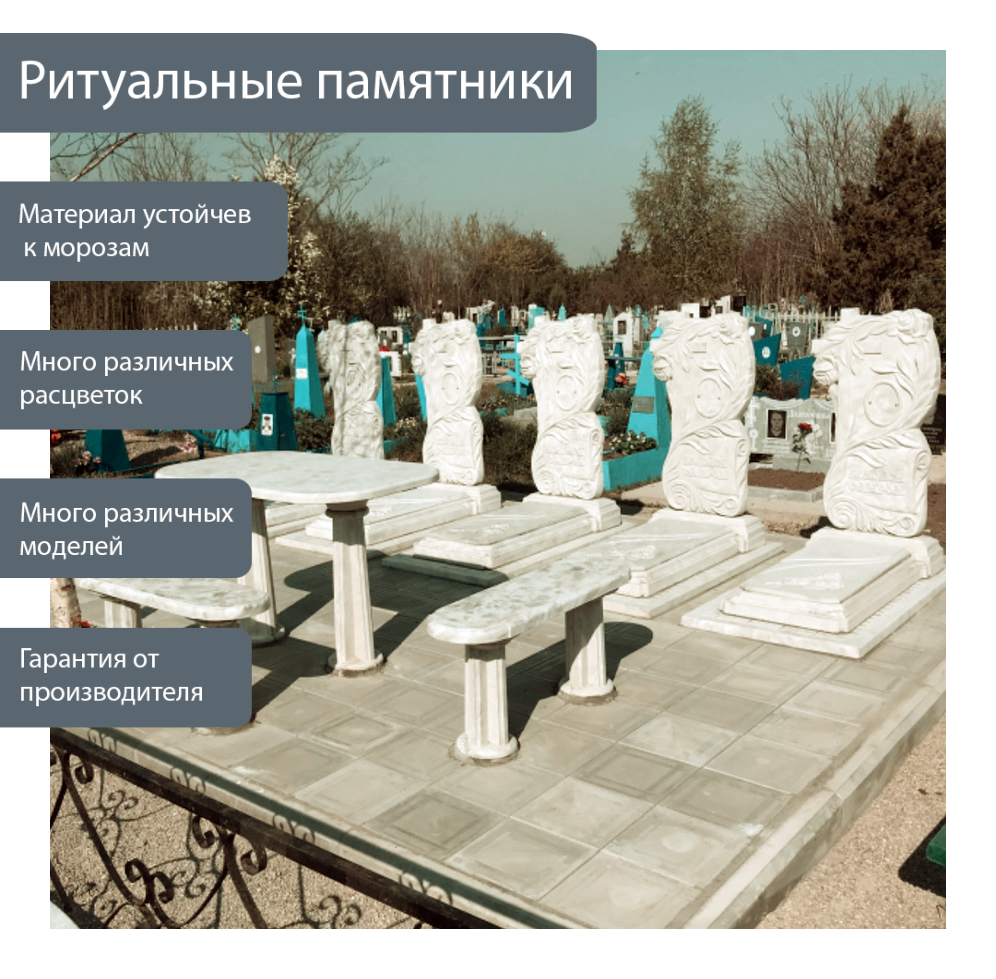 Ритуальные памятники
Материал устойчев
к морозам
Много различных
расцветок
Много различных
моделей
Гарантия от
производителя